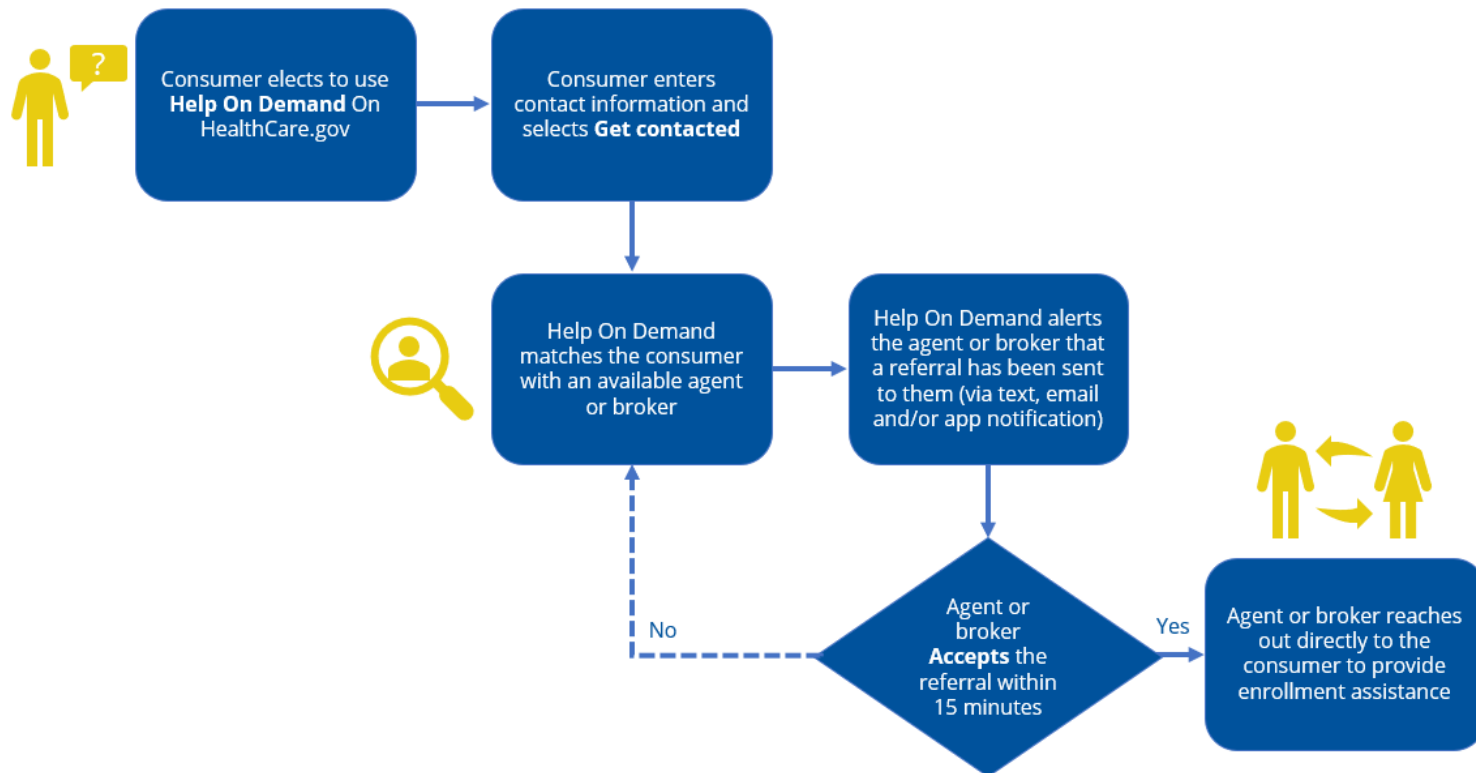 ?
Consumer elects to use
Help On Demand On
HealthCare.gov
Consumer enters
contact information and
selects Get contacted
Help On Demand
matches the consumer
with an available agent
or broker
Help On Demand alerts
the agent or broker that
a referral has been sent
to them (via text, email
and/or app notification)
No
Agent or
broker
Accepts the
referral within
15 minutes
Yes
Agent or broker reaches
out directly to the
consumer to provide
enrollment assistance